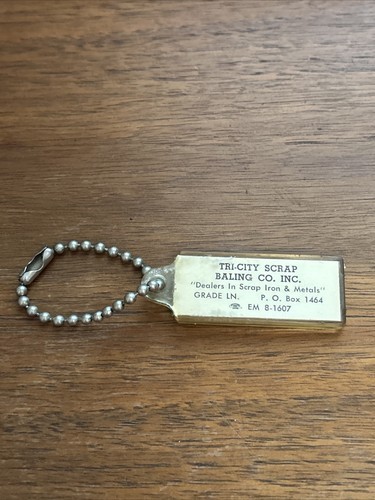 TRI-CITY SCRAP
BALING CO. INC.
"Dealers In Scrap Iron & Metals"
GRADE LN. P. O. Box 1464
EM 8-1607